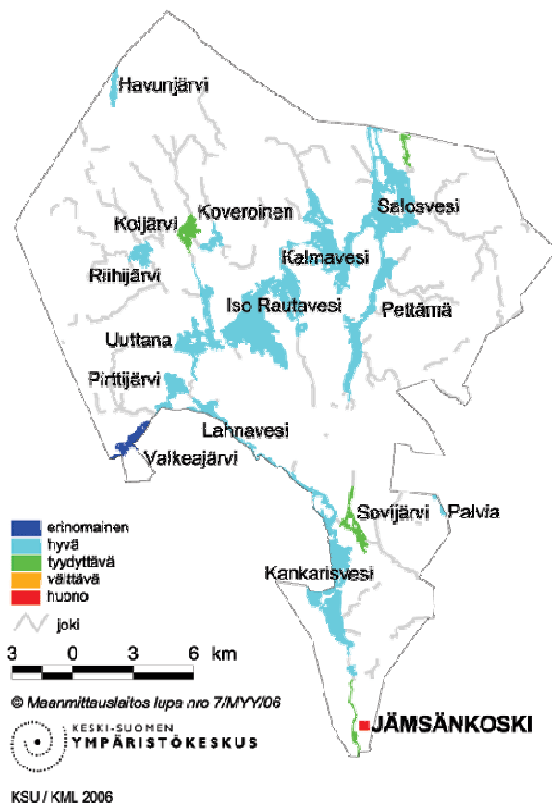 Havunjärvi
Koijärvi
Koveroinen
Salosvesi
Riihijärvi
Kalmavesi
Iso Rautavesi
Pettämä
Uuttana
Pirttijärvi
Lahnavesi
Valkeajärvi
Sovijärvi
Palvia
Kankarisvesi
erinomainen
hyvä
tyydyttävä
välttävä
huono
joki
3 0 3 6 km
© Maanmittauslaitos lupa nro 7/MYY/06
JÄMSÄNKOSKI
KESKI-SUOMEN
YMPÄRISTÖKESKUS
KSU / KML 2006